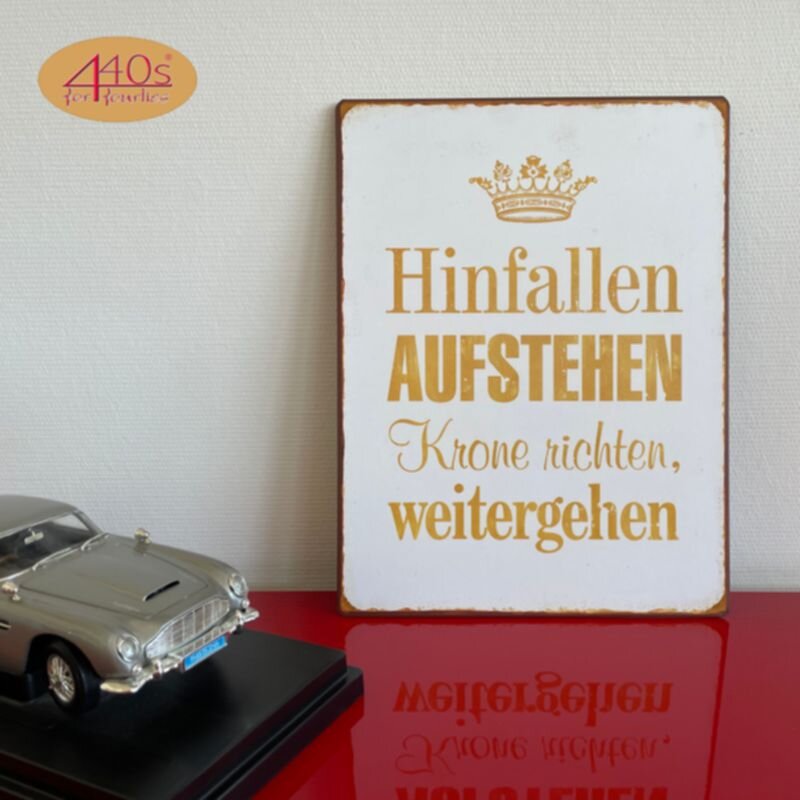 440s®
for fourties
Hinfallen
AUFSTEHEN
Krone richten,
weitergehen